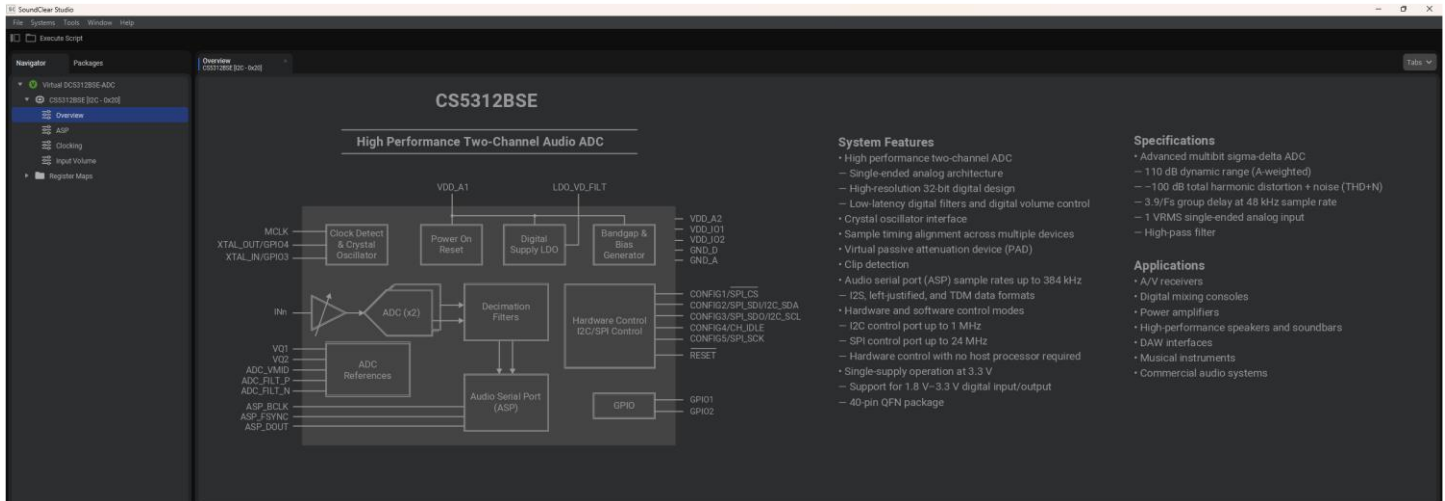 SoundClear Studio
File Systems Tools Window Help
Execute Script
Navigator Packages
Overview
CS5312BSE [I2C - 0x20]
Tabs
Virtual DC5312BSE-ADC
CS5312BSE [I2C - 0x20]
Overview
ASP
Clocking
Input Volume
Register Maps
CS5312BSE
High Performance Two-Channel Audio ADC
VDD_A1
LDO_VD_FILT
MCLK
XTAL_OUT/GPIO4
XTAL_IN/GPIO3
Clock Detect
& Crystal
Oscillator
Power On
Reset
Digital
Supply LDO
Bandgap &
Bias
Generator
VDD_A2
VDD_IO1
VDD_IO2
GND_D
GND_A
INn
ADC (x2)
Decimation
Filters
Hardware Control
I2C/SPI Control
CONFIG1/SPI_CS
CONFIG2/SPI_SDI/I2C_SDA
CONFIG3/SPI_SDO/I2C_SCL
CONFIG4/CH_IDLE
CONFIG5/SPI_SCK
RESET
VQ1
VQ2
ADC_VMID
ADC_FILT_P
ADC_FILT_N
ADC
References
ASP_BCLK
ASP_FSYNC
ASP_DOUT
Audio Serial Port
(ASP)
GPIO
GPIO1
GPIO2
System Features
• High performance two-channel ADC
— Single-ended analog architecture
— High-resolution 32-bit digital design
— Low-latency digital filters and digital volume control
• Crystal oscillator interface
• Sample timing alignment across multiple devices
• Virtual passive attenuation device (PAD)
• Clip detection
• Audio serial port (ASP) sample rates up to 384 kHz
— I2S, left-justified, and TDM data formats
• Hardware and software control modes
— I2C control port up to 1 MHz
— SPI control port up to 24 MHz
— Hardware control with no host processor required
• Single-supply operation at 3.3 V
— Support for 1.8 V–3.3 V digital input/output
— 40-pin QFN package
Specifications
• Advanced multibit sigma-delta ADC
— 110 dB dynamic range (A-weighted)
— −100 dB total harmonic distortion + noise (THD+N)
— 3.9/Fs group delay at 48 kHz sample rate
— 1 VRMS single-ended analog input
— High-pass filter
Applications
• A/V receivers
• Digital mixing consoles
• Power amplifiers
• High-performance speakers and soundbars
• DAW interfaces
• Musical instruments
• Commercial audio systems